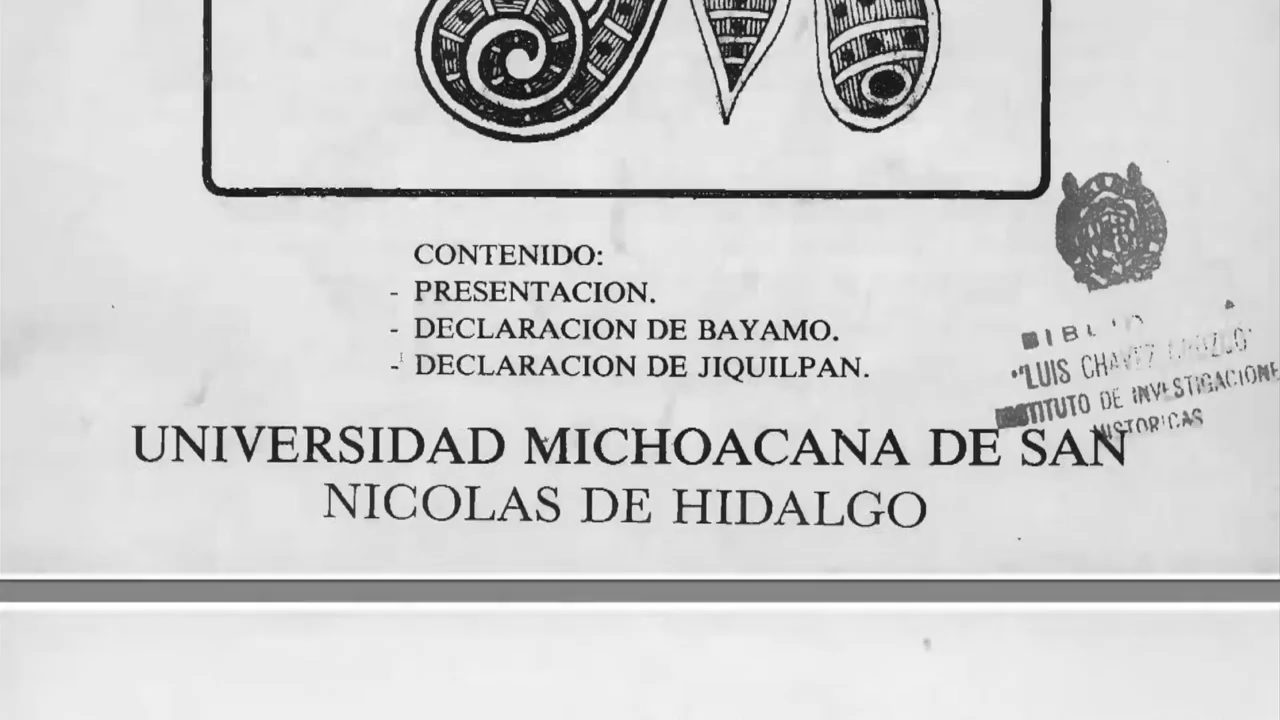 CONTENIDO:
- PRESENTACION.
- DECLARACION DE BAYAMO.
- DECLARACION DE JIQUILPAN.
"LUIS CHAVEZ
DE INVESTIGACIONE
HISTORICAS
UNIVERSIDAD MICHOACANA DE SAN
NICOLAS DE HIDALGO